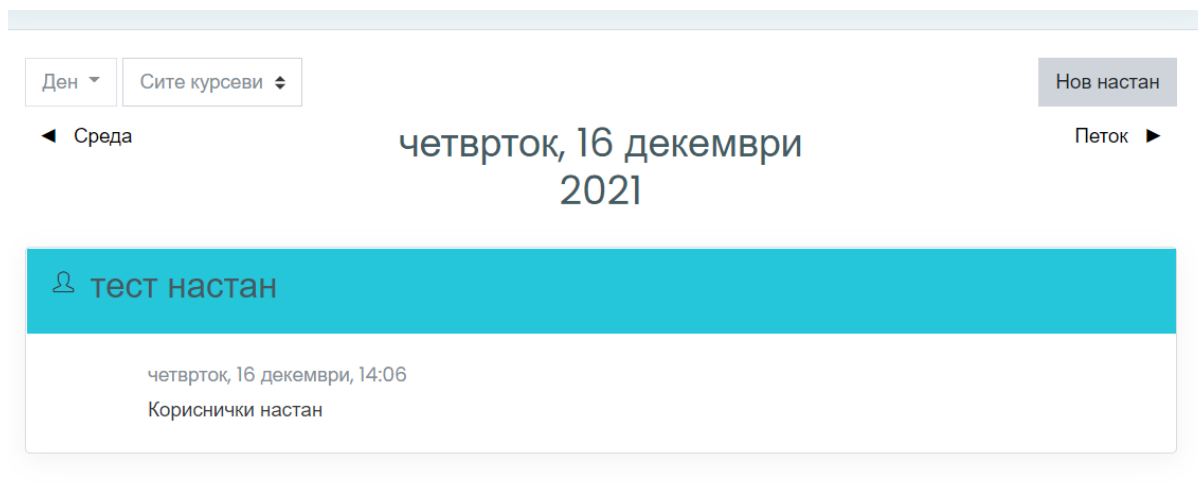 Ден
Сите курсеви
Нов настан
◄ Среда
четврток, 16 декември
2021
Петок ►
тест настан
четврток, 16 декември, 14:06
Кориснички настан